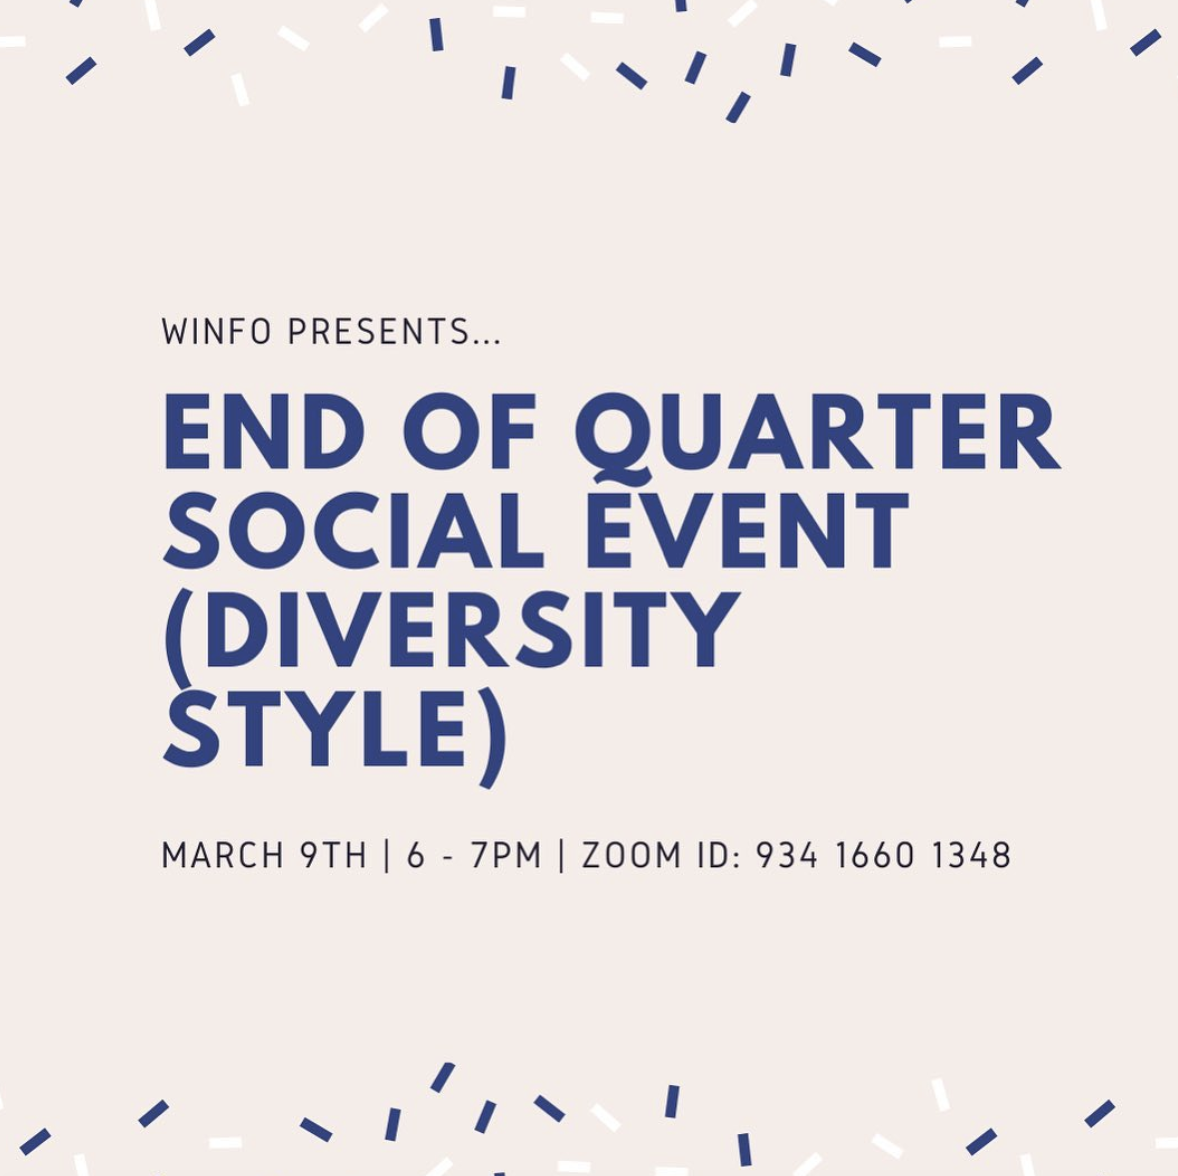 WINFO PRESENTS...
END OF QUARTER
SOCIAL EVENT
(DIVERSITY
STYLE)
MARCH 9TH | 6 - 7PM | ZOOM ID: 934 1660 1348